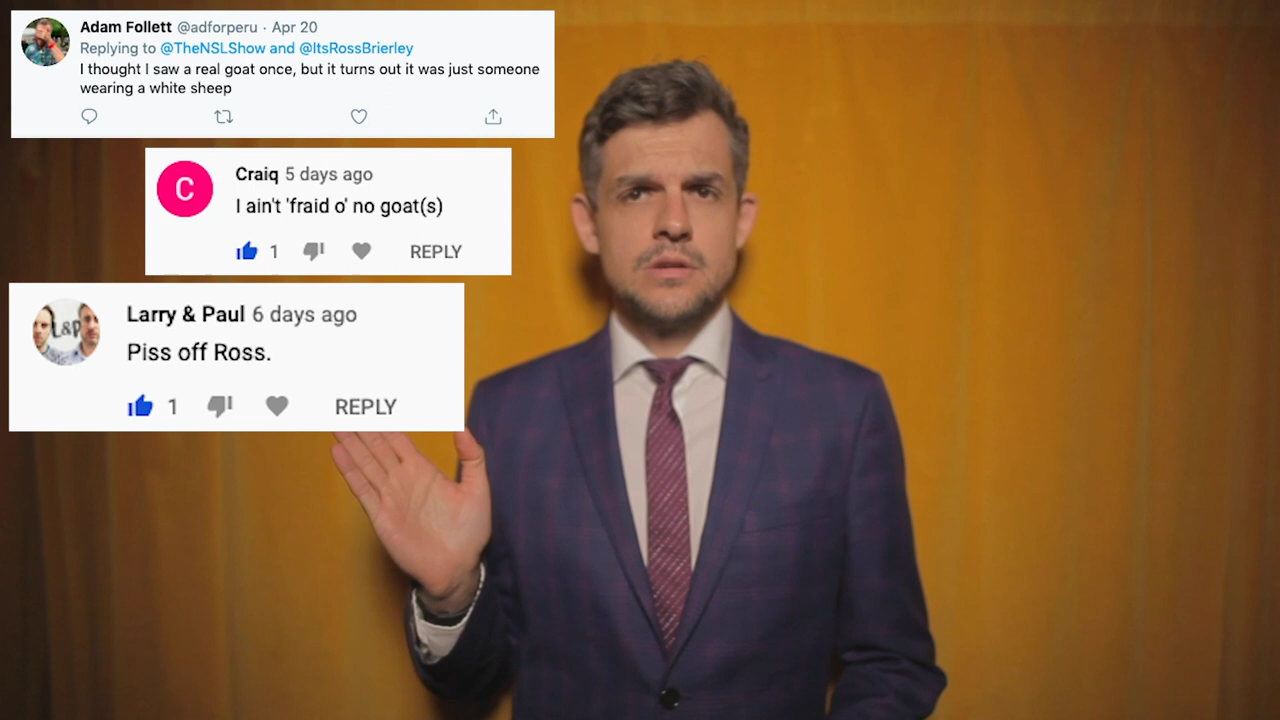 Adam Follett @adforperu · Apr 20
Replying to @TheNSLShow and @ItsRossBrierley
I thought I saw a real goat once, but it turns out it was just someone
wearing a white sheep
C
Craiq 5 days ago
I ain't 'fraid o' no goat(s)
1 REPLY
L&P
Larry & Paul 6 days ago
Piss off Ross.
1 REPLY